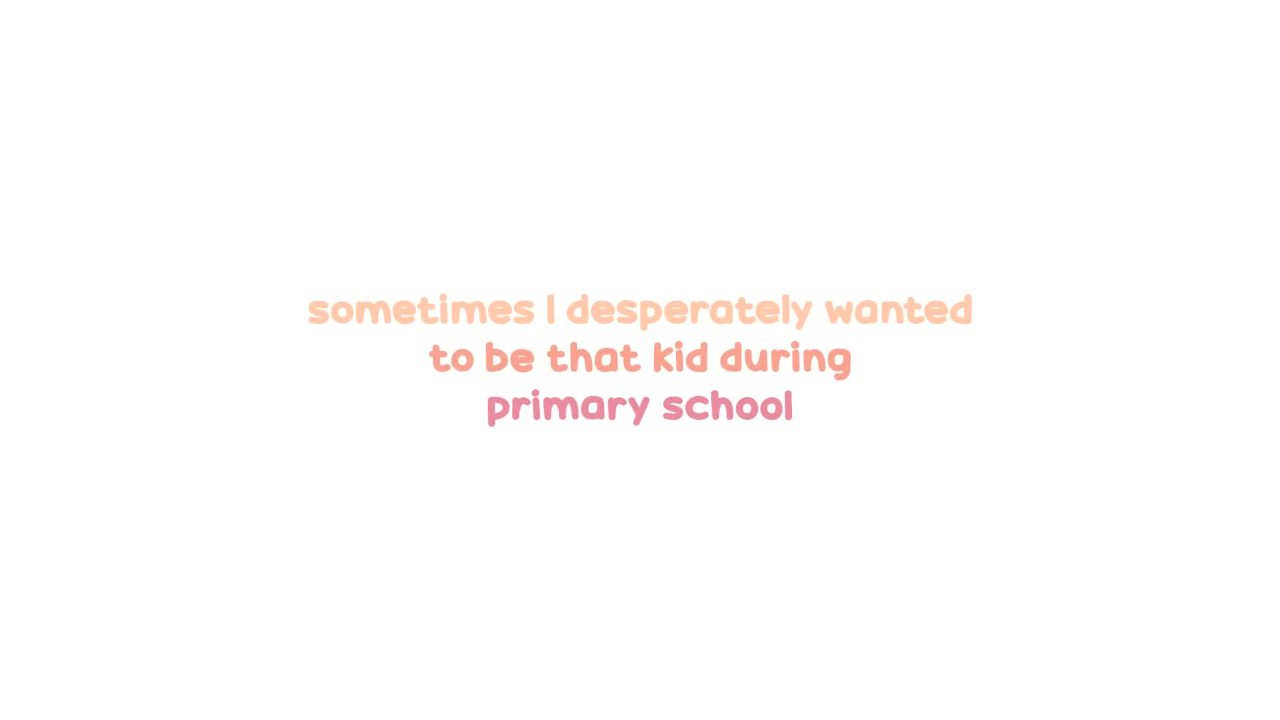 sometimes I desperately wanted
to be that kid during
primary school